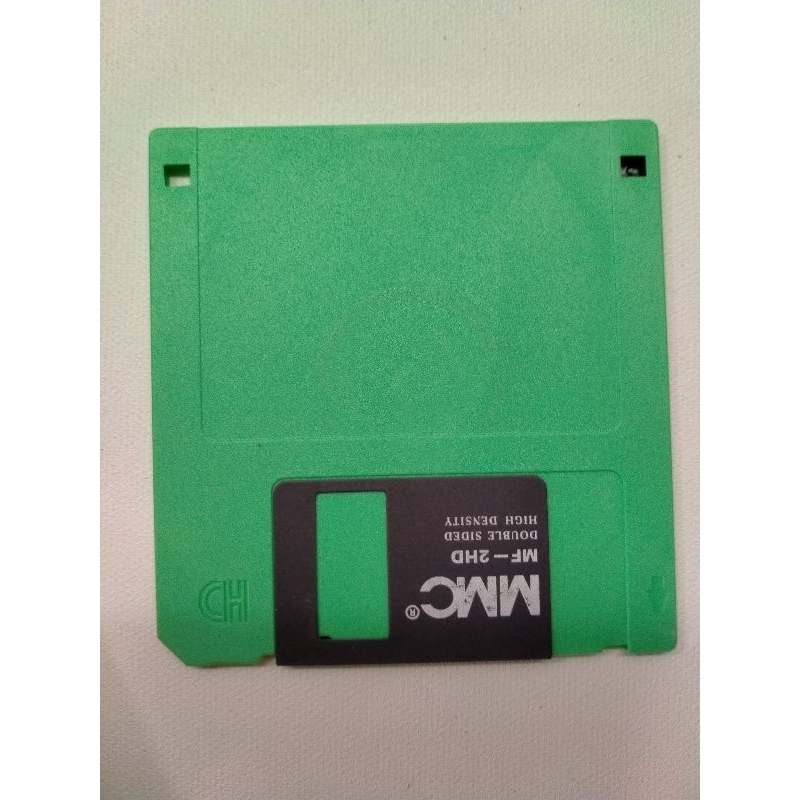 MMC®
MF-2HD
DOUBLE SIDED
HIGH DENSITY
HD